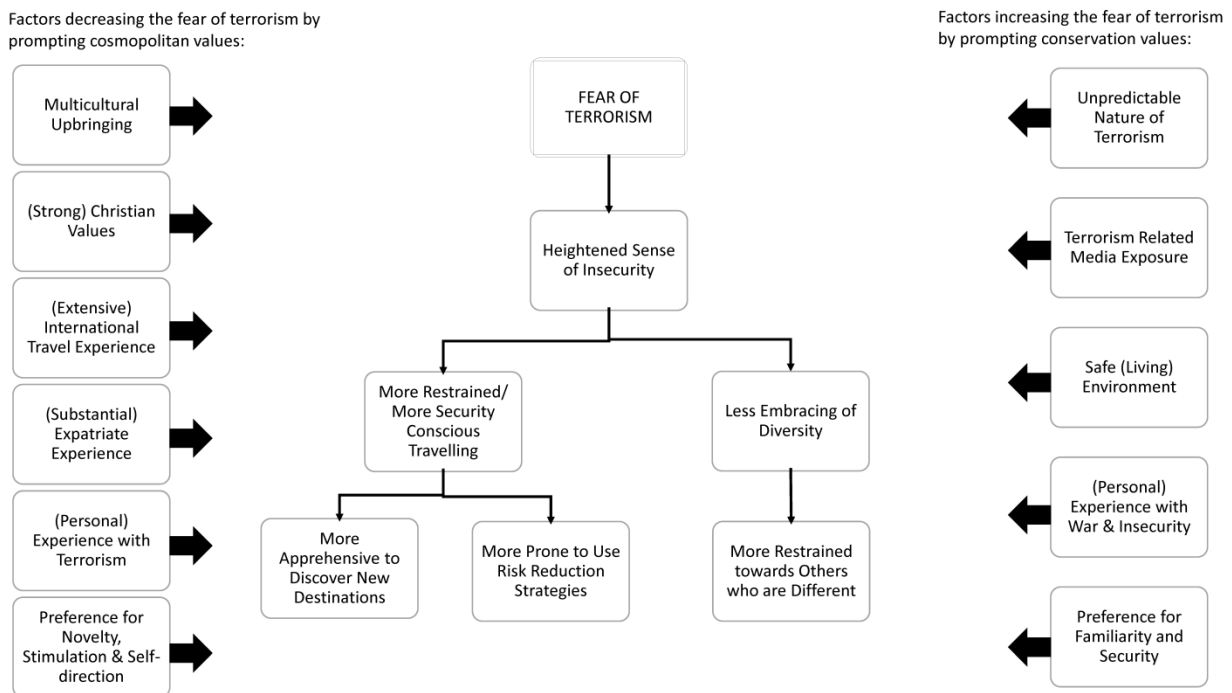 Factors decreasing the fear of terrorism by
prompting cosmopolitan values:
Multicultural
Upbringing
(Strong) Christian
Values
(Extensive)
International
Travel Experience
(Substantial)
Expatriate
Experience
(Personal)
Experience with
Terrorism
Preference for
Novelty,
Stimulation & Self-
direction
FEAR OF
TERRORISM
Heightened Sense
of Insecurity
More Restrained/
More Security
Conscious
Travelling
Less Embracing of
Diversity
More
Apprehensive to
Discover New
Destinations
More Prone to Use
Risk Reduction
Strategies
More Restrained
towards Others
who are Different
Factors increasing the fear of terrorism
by prompting conservation values:
Unpredictable
Nature of
Terrorism
Terrorism Related
Media Exposure
Safe (Living)
Environment
(Personal)
Experience with
War & Insecurity
Preference for
Familiarity and
Security